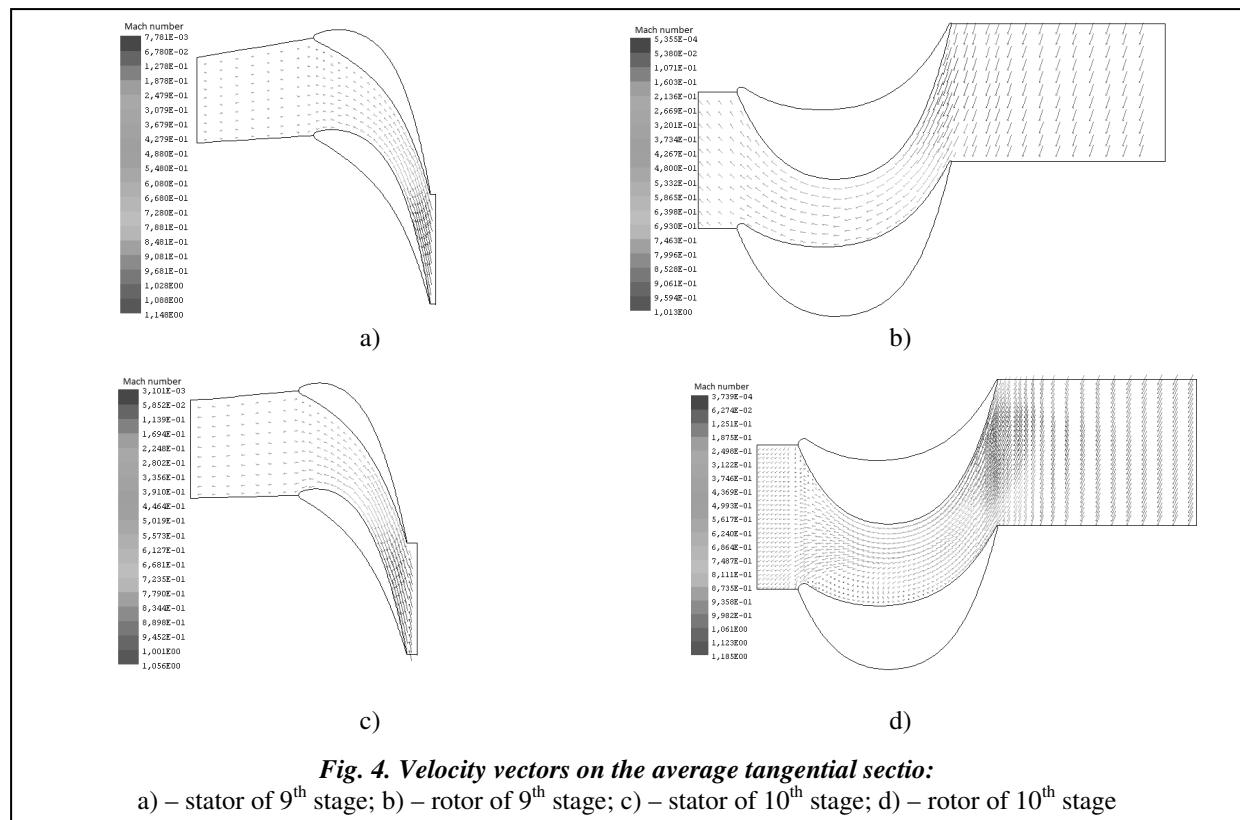 Mach number
7,781E-03
6,780E-02
1,278E-01
1,878E-01
2,479E-01
3,079E-01
3,679E-01
4,279E-01
4,880E-01
5,480E-01
6,080E-01
6,680E-01
7,280E-01
7,881E-01
8,481E-01
9,081E-01
9,681E-01
1,028E00
1,088E00
1,148E00
a)
Mach number
5,355E-04
5,380E-02
1,071E-01
1,603E-01
2,136E-01
2,669E-01
3,201E-01
3,734E-01
4,267E-01
4,800E-01
5,332E-01
5,865E-01
6,398E-01
6,930E-01
7,463E-01
7,996E-01
8,528E-01
9,061E-01
9,594E-01
1,013E00
b)
Mach number
3,101E-03
5,852E-02
1,139E-01
1,694E-01
2,248E-01
2,802E-01
3,356E-01
3,910E-01
4,464E-01
5,019E-01
5,573E-01
6,127E-01
6,681E-01
7,235E-01
7,790E-01
8,344E-01
8,898E-01
9,452E-01
1,001E00
1,056E00
c)
Mach number
3,739E-04
6,274E-02
1,251E-01
1,875E-01
2,498E-01
3,122E-01
3,746E-01
4,369E-01
4,993E-01
5,617E-01
6,240E-01
6,864E-01
7,487E-01
8,111E-01
8,735E-01
9,358E-01
9,982E-01
1,061E00
1,123E00
1,185E00
d)
Fig. 4. Velocity vectors on the average tangential sectio:
a) – stator of 9th stage; b) – rotor of 9th stage; c) – stator of 10th stage; d) – rotor of 10th stage